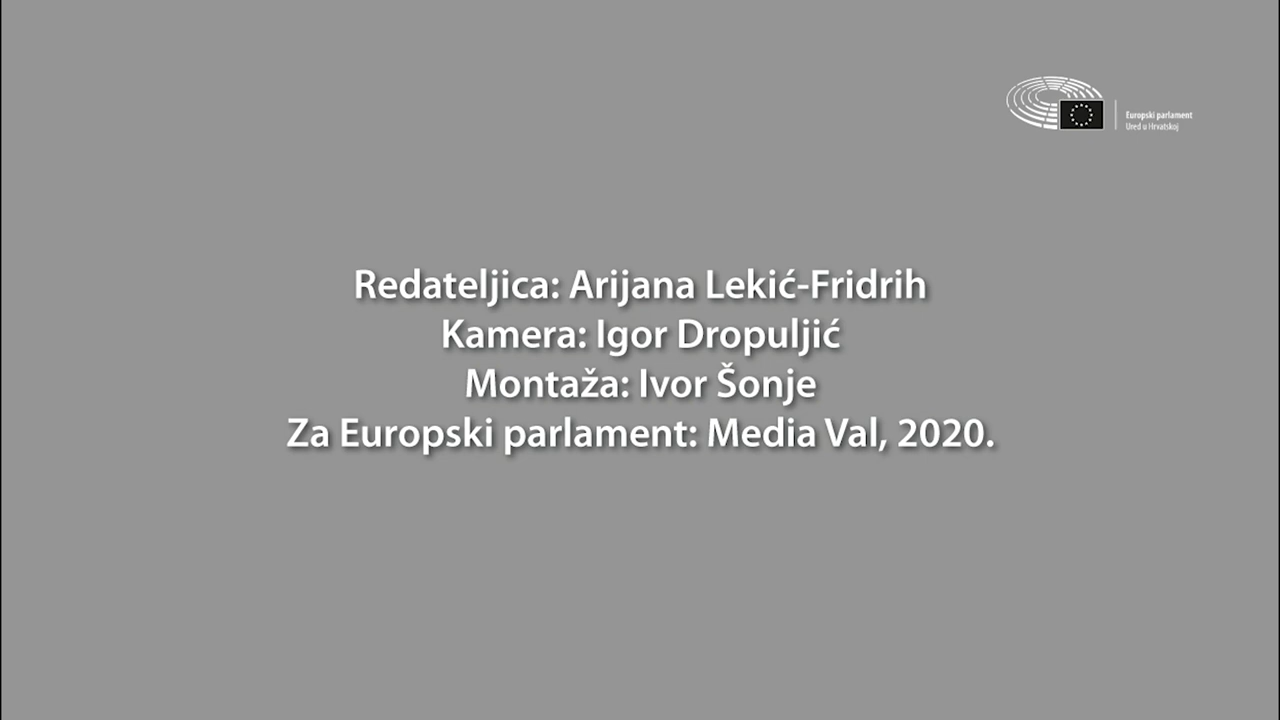 Europski parlament
Ured u Hrvatskoj
Redateljica: Arijana Lekić-Fridrih
Kamera: Igor Dropuljić
Montaža: Ivor Šonje
Za Europski parlament: Media Val, 2020.